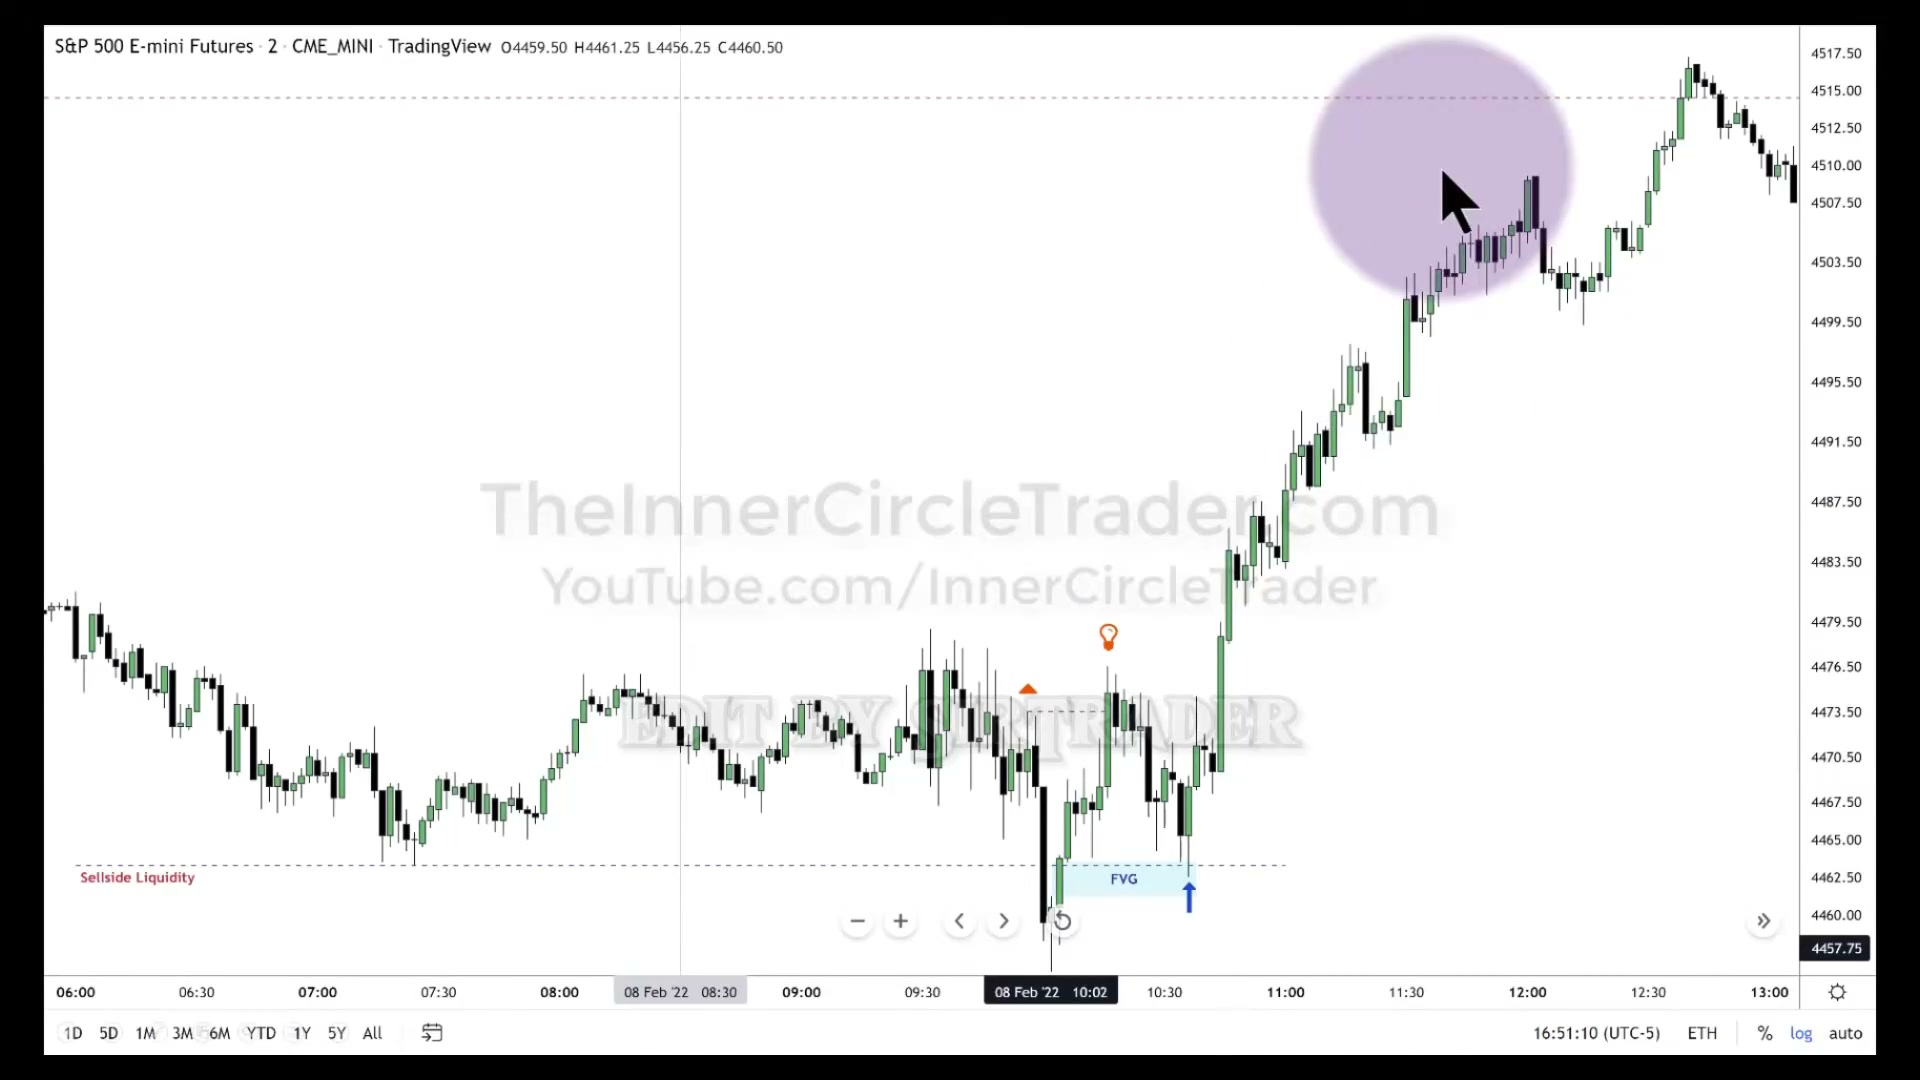 S&P 500 E-mini Futures · 2 · CME_MINI · TradingView O4459.50 H4461.25 L4456.25 C4460.50
4517.50
4515.00
4512.50
4510.00
4507.50
4503.50
4499.50
4495.50
4491.50
4487.50
4483.50
4479.50
4476.50
4473.50
4470.50
4467.50
4465.00
4462.50
4460.00
4457.75
TheInnerCircleTrader.com
YouTube.com/InnerCircleTrader
EDIT BY
TRADER
Sellside Liquidity
FVG
06:00 06:30 07:00 07:30 08:00 08 Feb '22 08:30 09:00 09:30 08 Feb '22 10:02 10:30 11:00 11:30 12:00 12:30 13:00
1D 5D 1M 3M 6M YTD 1Y 5Y All 16:51:10 (UTC-5) ETH % log auto